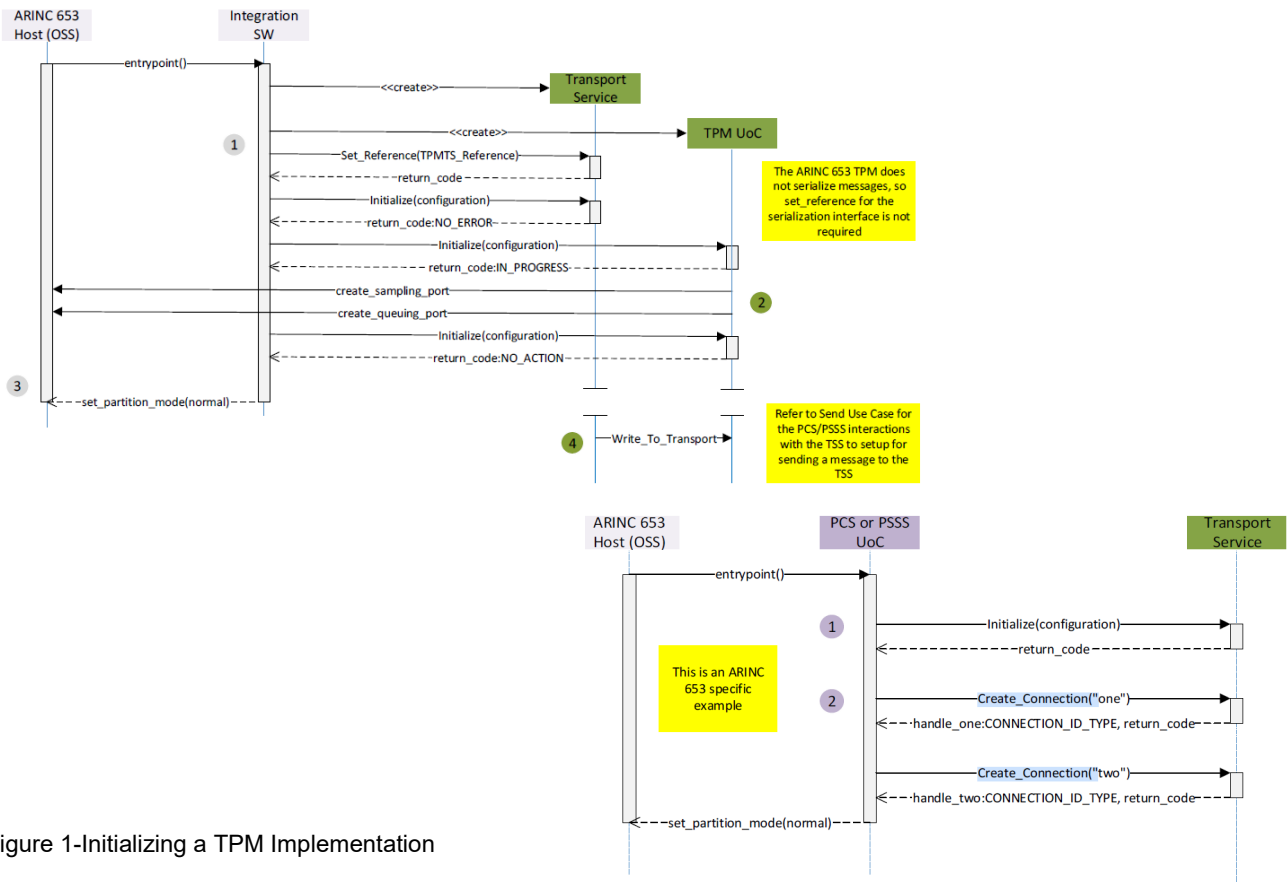 ARINC 653
Host (OSS)
Integration
SW
entrypoint()
<<create>>
Transport
Service
<<create>>
TPM UoC
1
Set_Reference(TPMTS_Reference)
return_code
The ARINC 653 TPM does
not serialize messages, so
set_reference for the
serialization interface is not
required
Initialize(configuration)
return_code:NO_ERROR
Initialize(configuration)
return_code:IN_PROGRESS
create_sampling_port
2
create_queuing_port
Initialize(configuration)
return_code:NO_ACTION
3
set_partition_mode(normal)
4
Write_To_Transport
Refer to Send Use Case for
the PCS/PSSS interactions
with the TSS to setup for
sending a message to the
TSS
ARINC 653
Host (OSS)
PCS or PSSS
UoC
Transport
Service
entrypoint()
1
Initialize(configuration)
return_code
This is an ARINC
653 specific
example
2
Create_Connection("one")
handle_one:CONNECTION_ID_TYPE, return_code
Create_Connection("two")
handle_two:CONNECTION_ID_TYPE, return_code
set_partition_mode(normal)
igure 1-Initializing a TPM Implementation